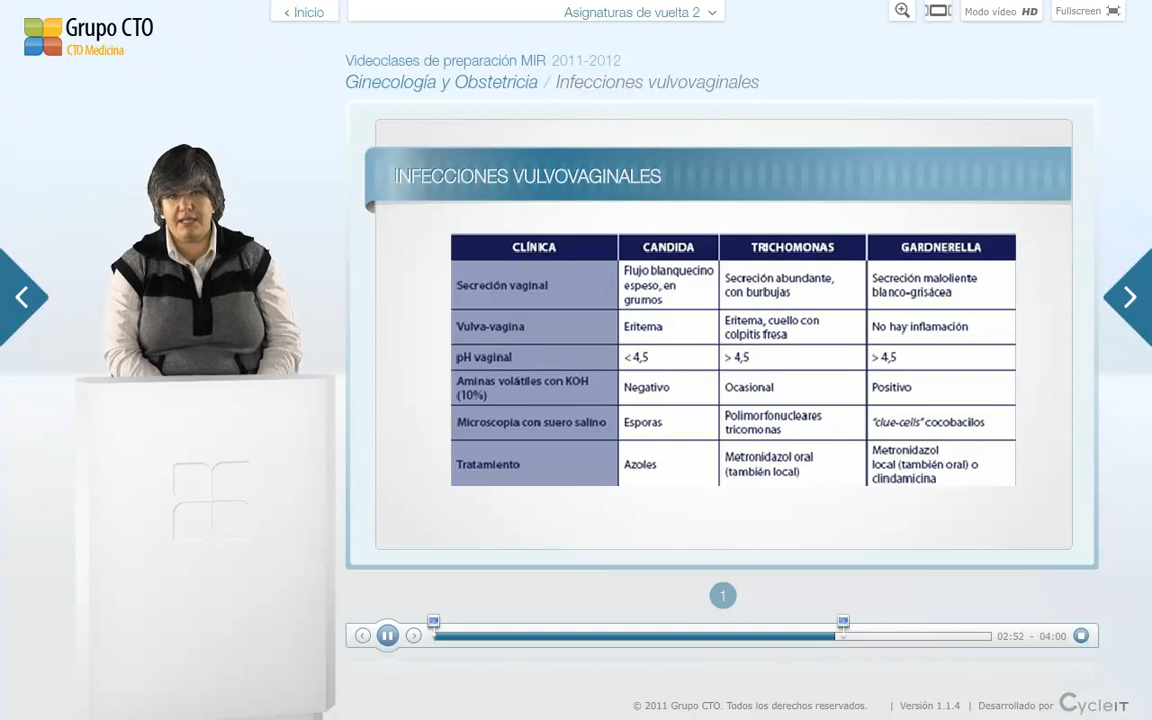 Grupo CTO
CTO Medicina
‹ Inicio
Asignaturas de vuelta 2
Modo vídeo HD
Fullscreen
Videoclases de preparación MIR 2011-2012
Ginecología y Obstetricia / Infecciones vulvovaginales
INFECCIONES VULVOVAGINALES
CLÍNICA CANDIDA TRICHOMONAS GARDNERELLA
Secreción vaginal
Flujo blanquecino
espeso, en
grumos
Secreción abundante,
con burbujas
Secreción maloliente
blanco-grisácea
Vulva-vagina
Eritema
Eritema, cuello con
colpitis fresa
No hay inflamación
pH vaginal
< 4,5
> 4,5
> 4,5
Aminas volátiles con KOH
(10%)
Negativo
Ocasional
Positivo
Microscopia con suero salino
Esporas
Polimorfonucleares
tricomonas
"clue-cells" cocobacilos
Tratamiento
Azoles
Metronidazol oral
(también local)
Metronidazol
local (también oral) o
clindamicina
1
02:52 - 04:00
© 2011 Grupo CTO. Todos los derechos reservados. | Versión 1.1.4 | Desarrollado por CycleIT